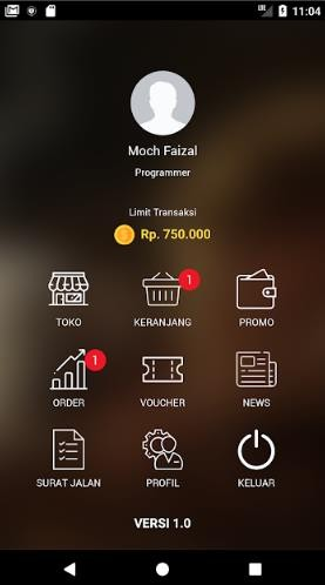 LTE 11:04
Moch Faizal
Programmer
Limit Transaksi
Rp. 750.000
1
TOKO KERANJANG PROMO
1
ORDER VOUCHER NEWS
SURAT JALAN PROFIL KELUAR
VERSI 1.0